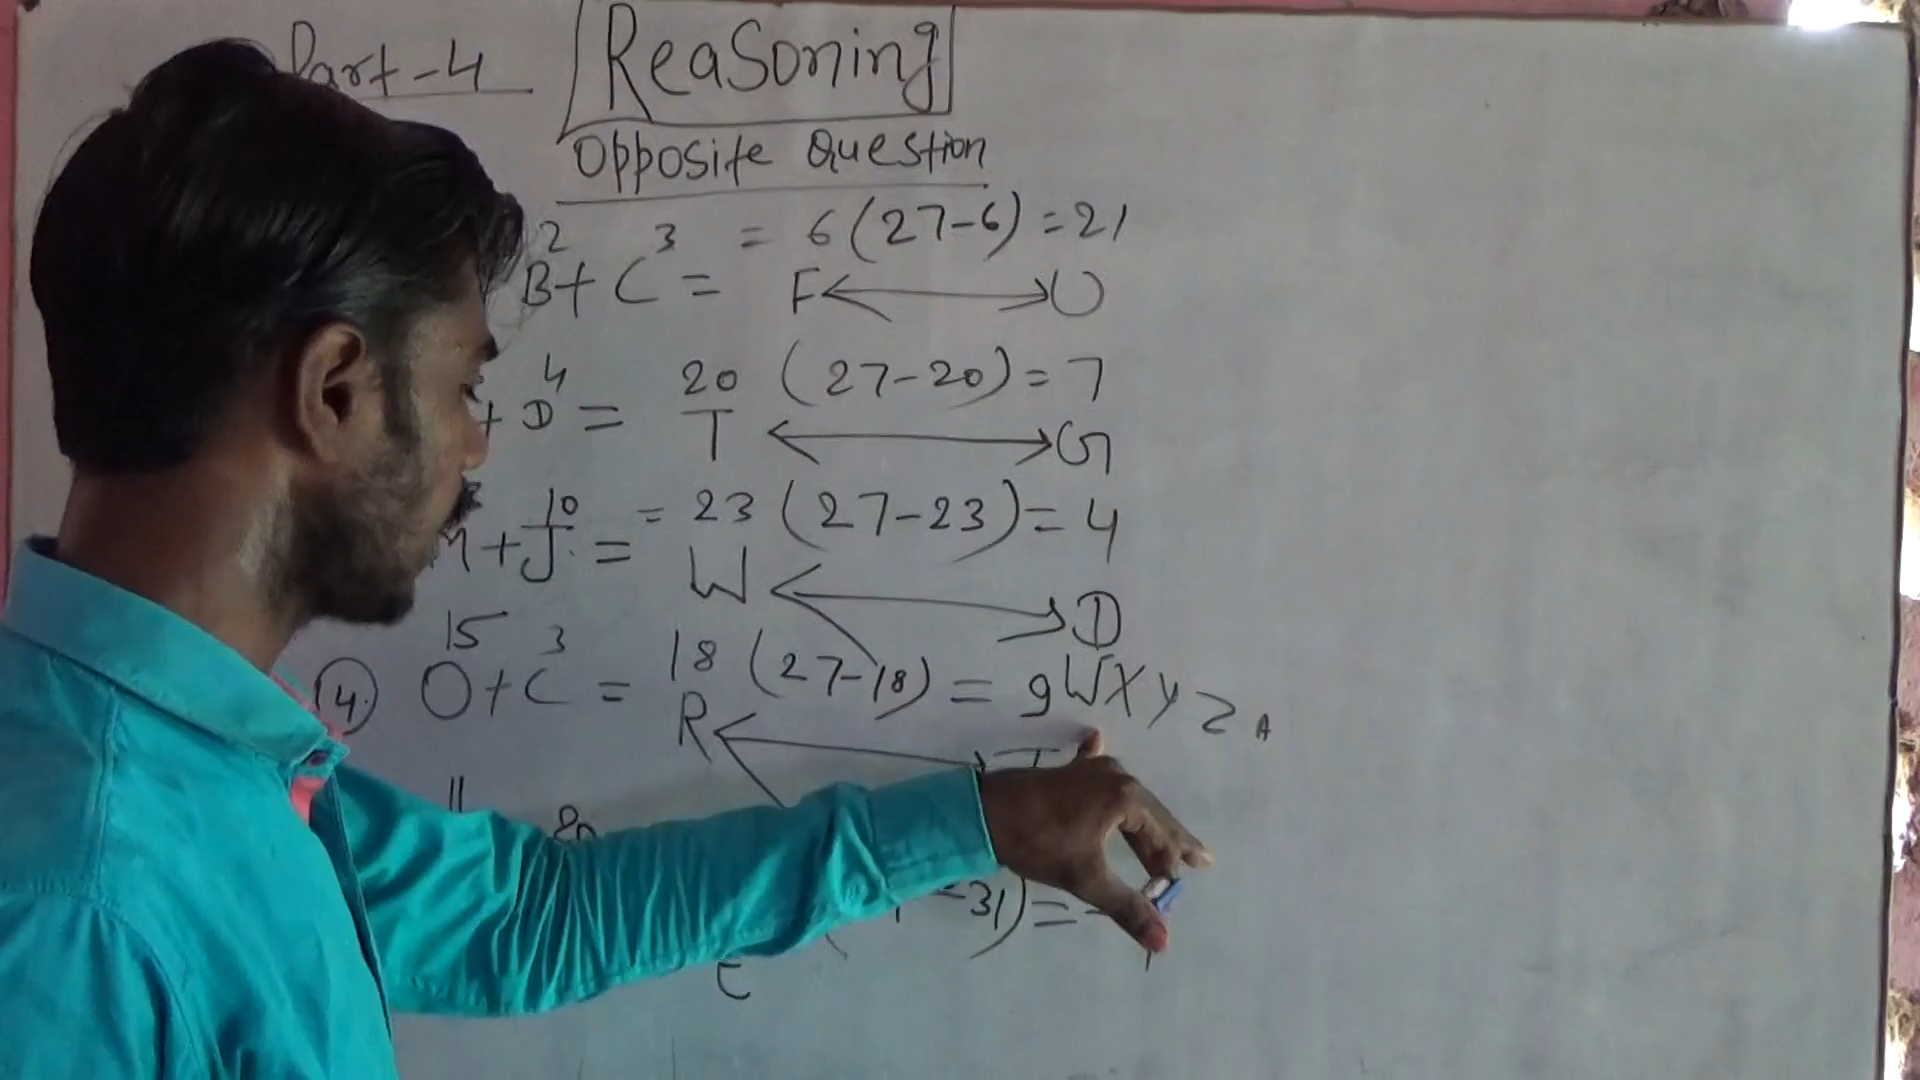 Part-4 Reasoning
Opposite Question
2 3 = 6 (27-6) = 21
B+ C = F U
4 20 (27-20) = 7
+ D = T G
10 = 23 (27-23) = 4
M+J = W D
15 3 18 (27-18) = 9 W X Y Z A
4. O+C = R
11
20
-31) = -